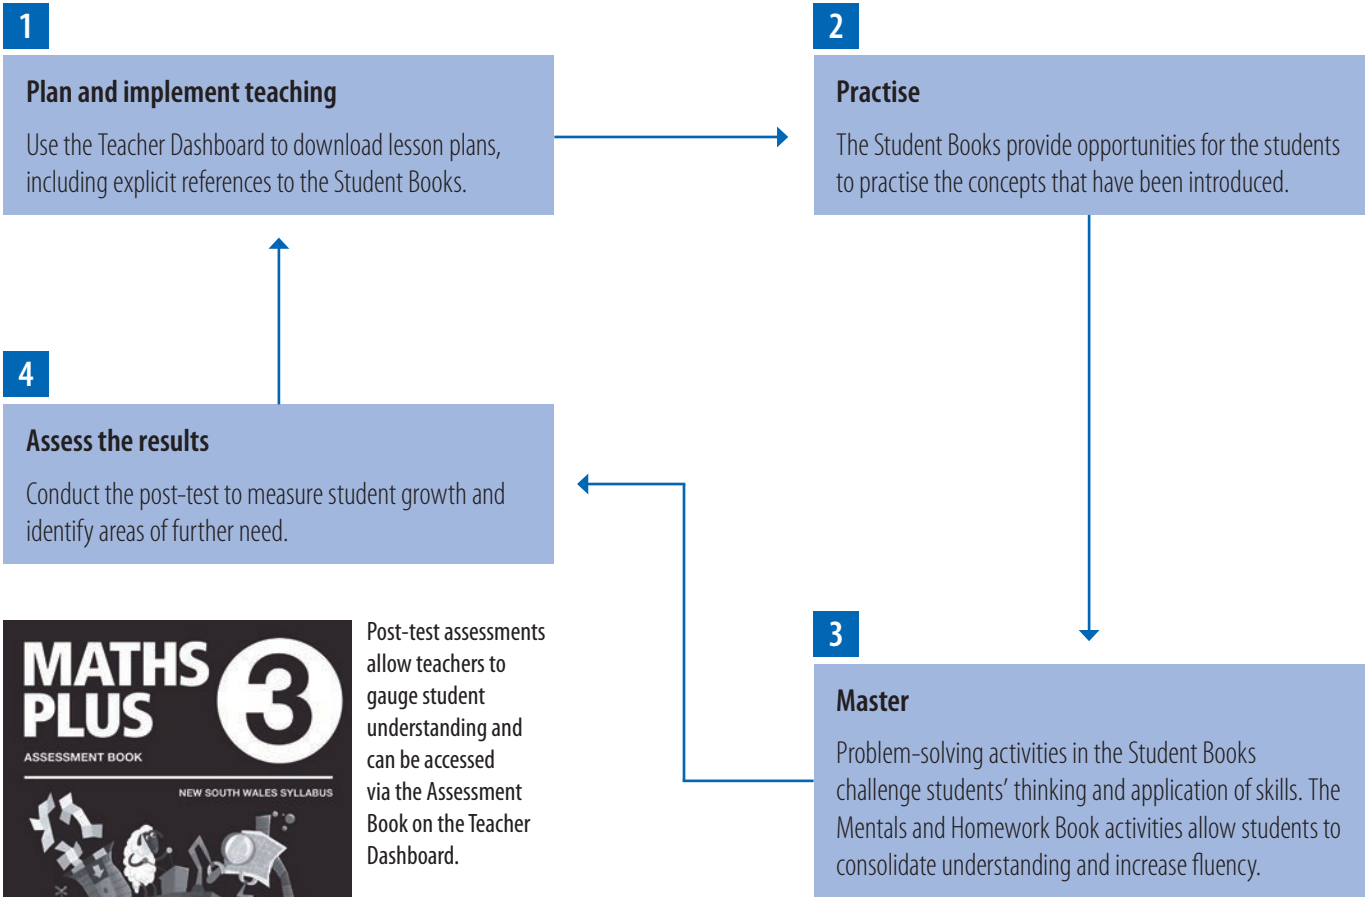 1
Plan and implement teaching
Use the Teacher Dashboard to download lesson plans,
including explicit references to the Student Books.
2
Practise
The Student Books provide opportunities for the students
to practise the concepts that have been introduced.
3
Master
Problem-solving activities in the Student Books
challenge students’ thinking and application of skills. The
Mentals and Homework Book activities allow students to
consolidate understanding and increase fluency.
4
Assess the results
Conduct the post-test to measure student growth and
identify areas of further need.
MATHS
PLUS
3
ASSESSMENT BOOK
NEW SOUTH WALES SYLLABUS
Post-test assessments
allow teachers to
gauge student
understanding and
can be accessed
via the Assessment
Book on the Teacher
Dashboard.